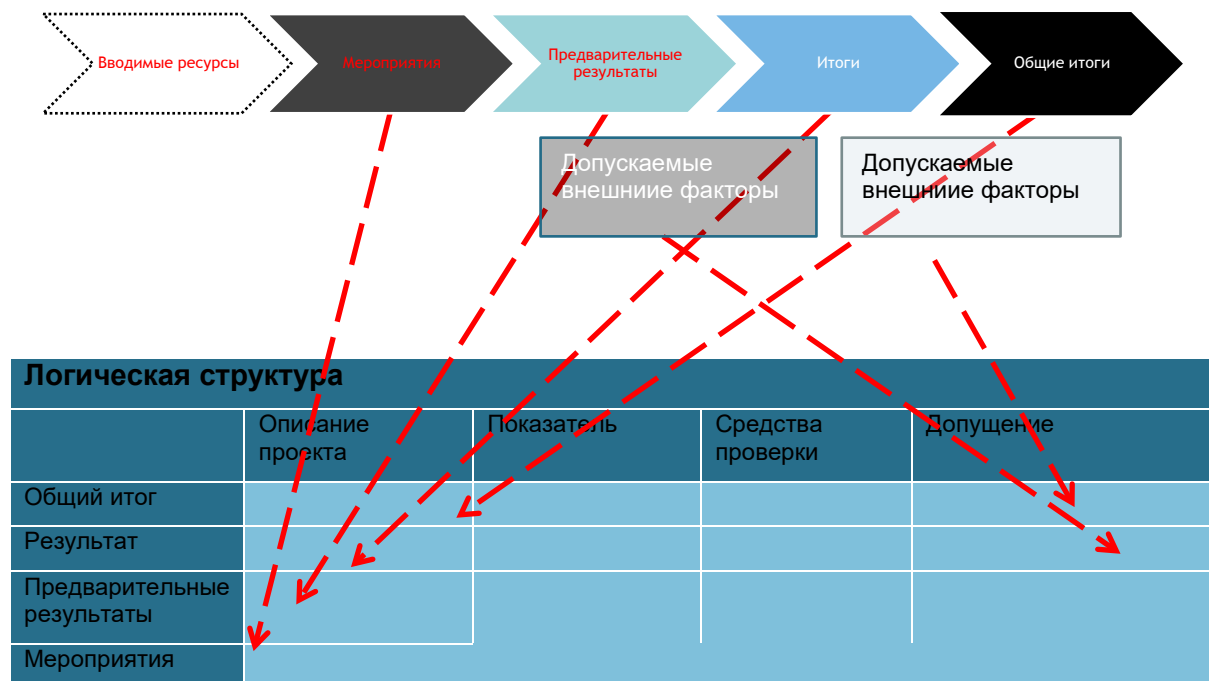 Вводимые ресурсы
Мероприятия
Предварительные
результаты
Итоги
Общие итоги
Допускаемые
внешниие факторы
Допускаемые
внешниие факторы
Логическая структура
Описание
проекта
Показатель
Средства
проверки
Допущение
Общий итог
Результат
Предварительные
результаты
Мероприятия